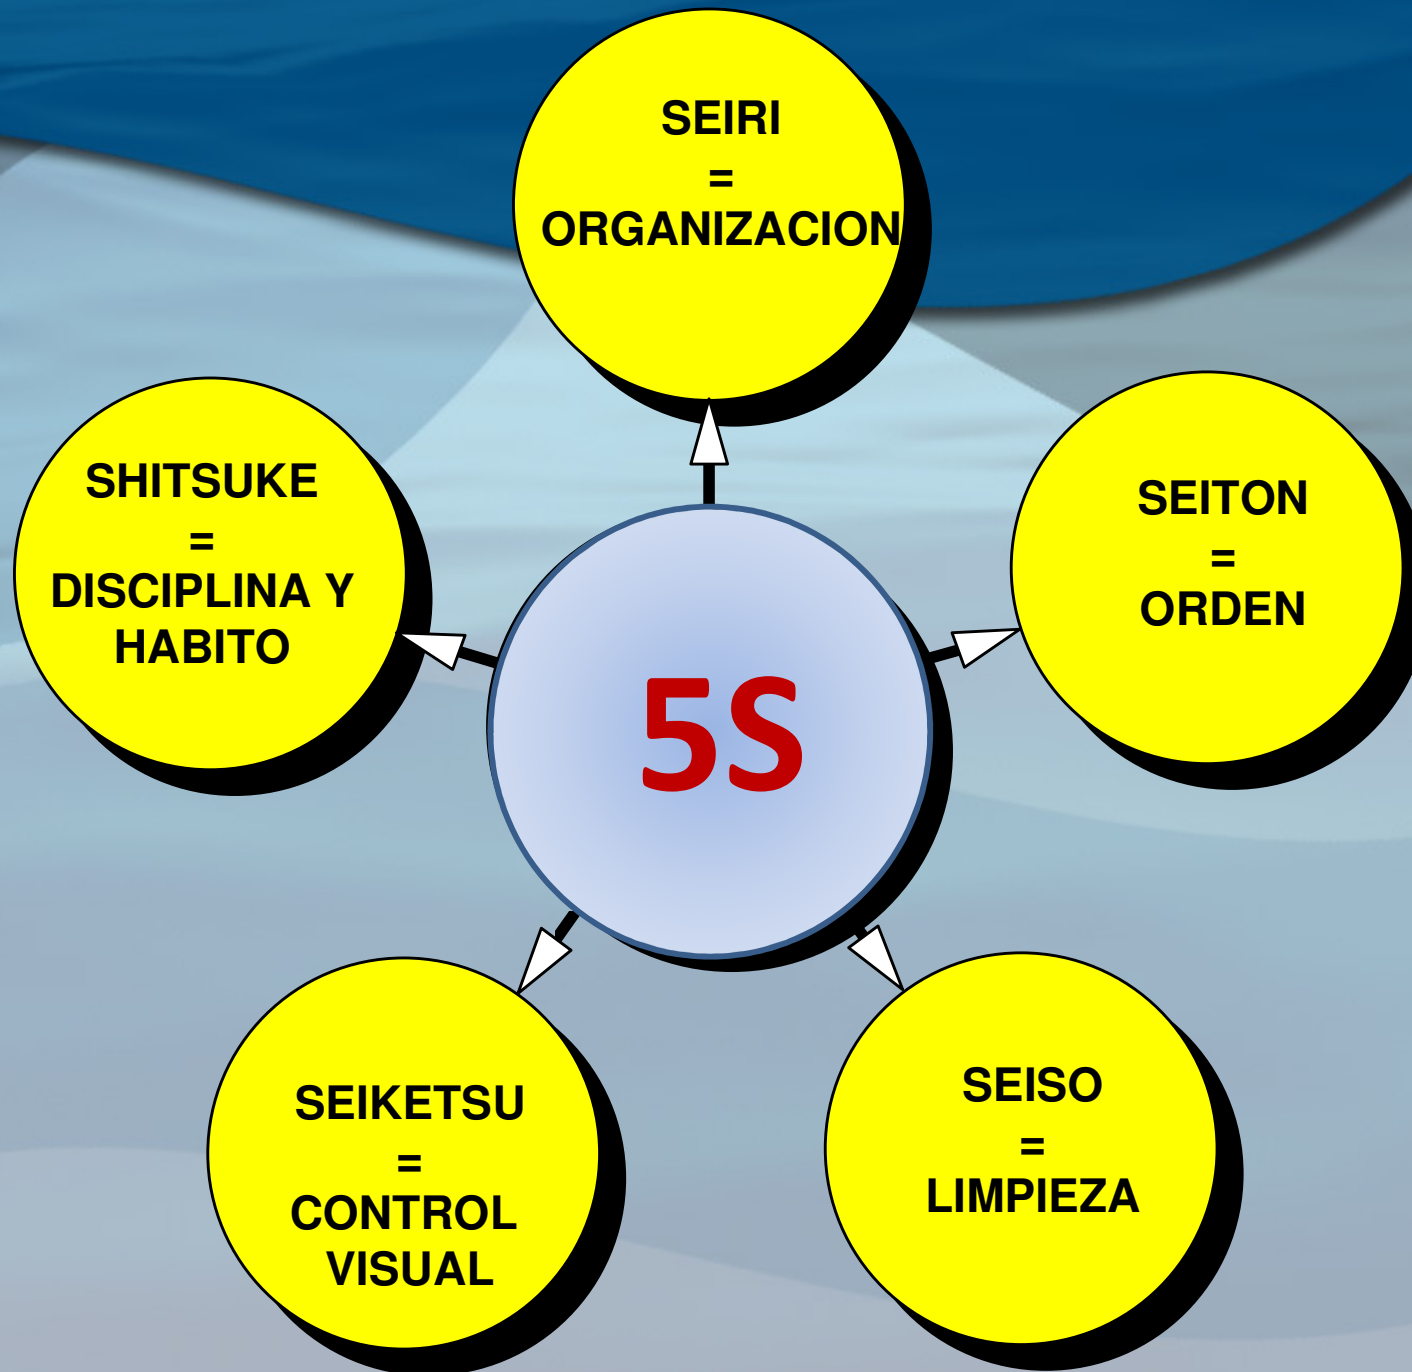 SEIRI
=
ORGANIZACION
SHITSUKE
=
DISCIPLINA Y
HABITO
SEITON
=
ORDEN
5S
SEIKETSU
=
CONTROL
VISUAL
SEISO
=
LIMPIEZA